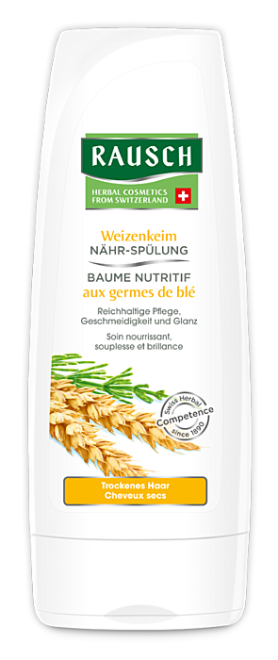 RAUSCH
HERBAL COSMETICS
FROM SWITZERLAND
Weizenkeim
NÄHR-SPÜLUNG
BAUME NUTRITIF
aux germes de blé
Reichhaltige Pflege,
Geschmeidigkeit und Glanz
Soin nourrissant,
souplesse et brillance
Swiss Herbal
Competence
since 1890
Trockenes Haar
Cheveux secs